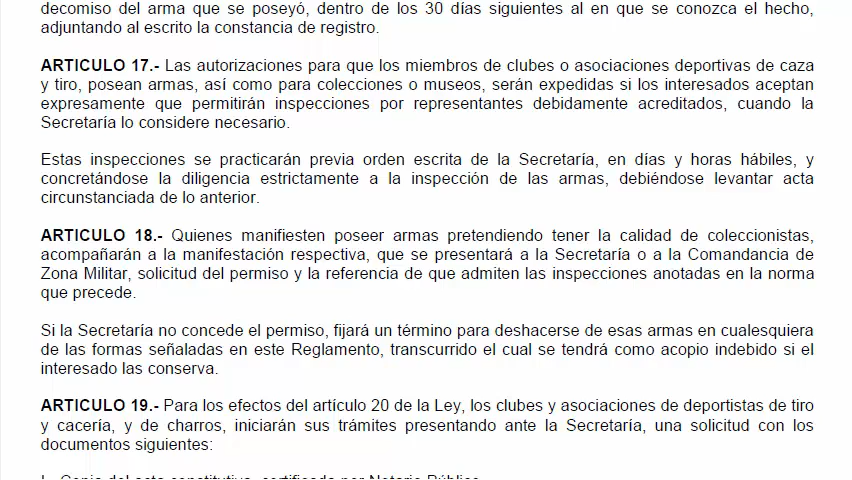 decomiso del arma que se poseyó, dentro de los 30 días siguientes al en que se conozca el hecho,
adjuntando al escrito la constancia de registro.
ARTICULO 17.- Las autorizaciones para que los miembros de clubes o asociaciones deportivas de caza
y tiro, posean armas, así como para colecciones o museos, serán expedidas si los interesados aceptan
expresamente que permitirán inspecciones por representantes debidamente acreditados, cuando la
Secretaría lo considere necesario.
Estas inspecciones se practicarán previa orden escrita de la Secretaría, en días y horas hábiles, y
concretándose la diligencia estrictamente a la inspección de las armas, debiéndose levantar acta
circunstanciada de lo anterior.
ARTICULO 18.- Quienes manifiesten poseer armas pretendiendo tener la calidad de coleccionistas,
acompañarán a la manifestación respectiva, que se presentará a la Secretaría o a la Comandancia de
Zona Militar, solicitud del permiso y la referencia de que admiten las inspecciones anotadas en la norma
que precede.
Si la Secretaría no concede el permiso, fijará un término para deshacerse de esas armas en cualesquiera
de las formas señaladas en este Reglamento, transcurrido el cual se tendrá como acopio indebido si el
interesado las conserva.
ARTICULO 19.- Para los efectos del artículo 20 de la Ley, los clubes y asociaciones de deportistas de tiro
y cacería, y de charros, iniciarán sus trámites presentando ante la Secretaría, una solicitud con los
documentos siguientes:
I.- Copia del acta constitutiva, certificada por Notario Público